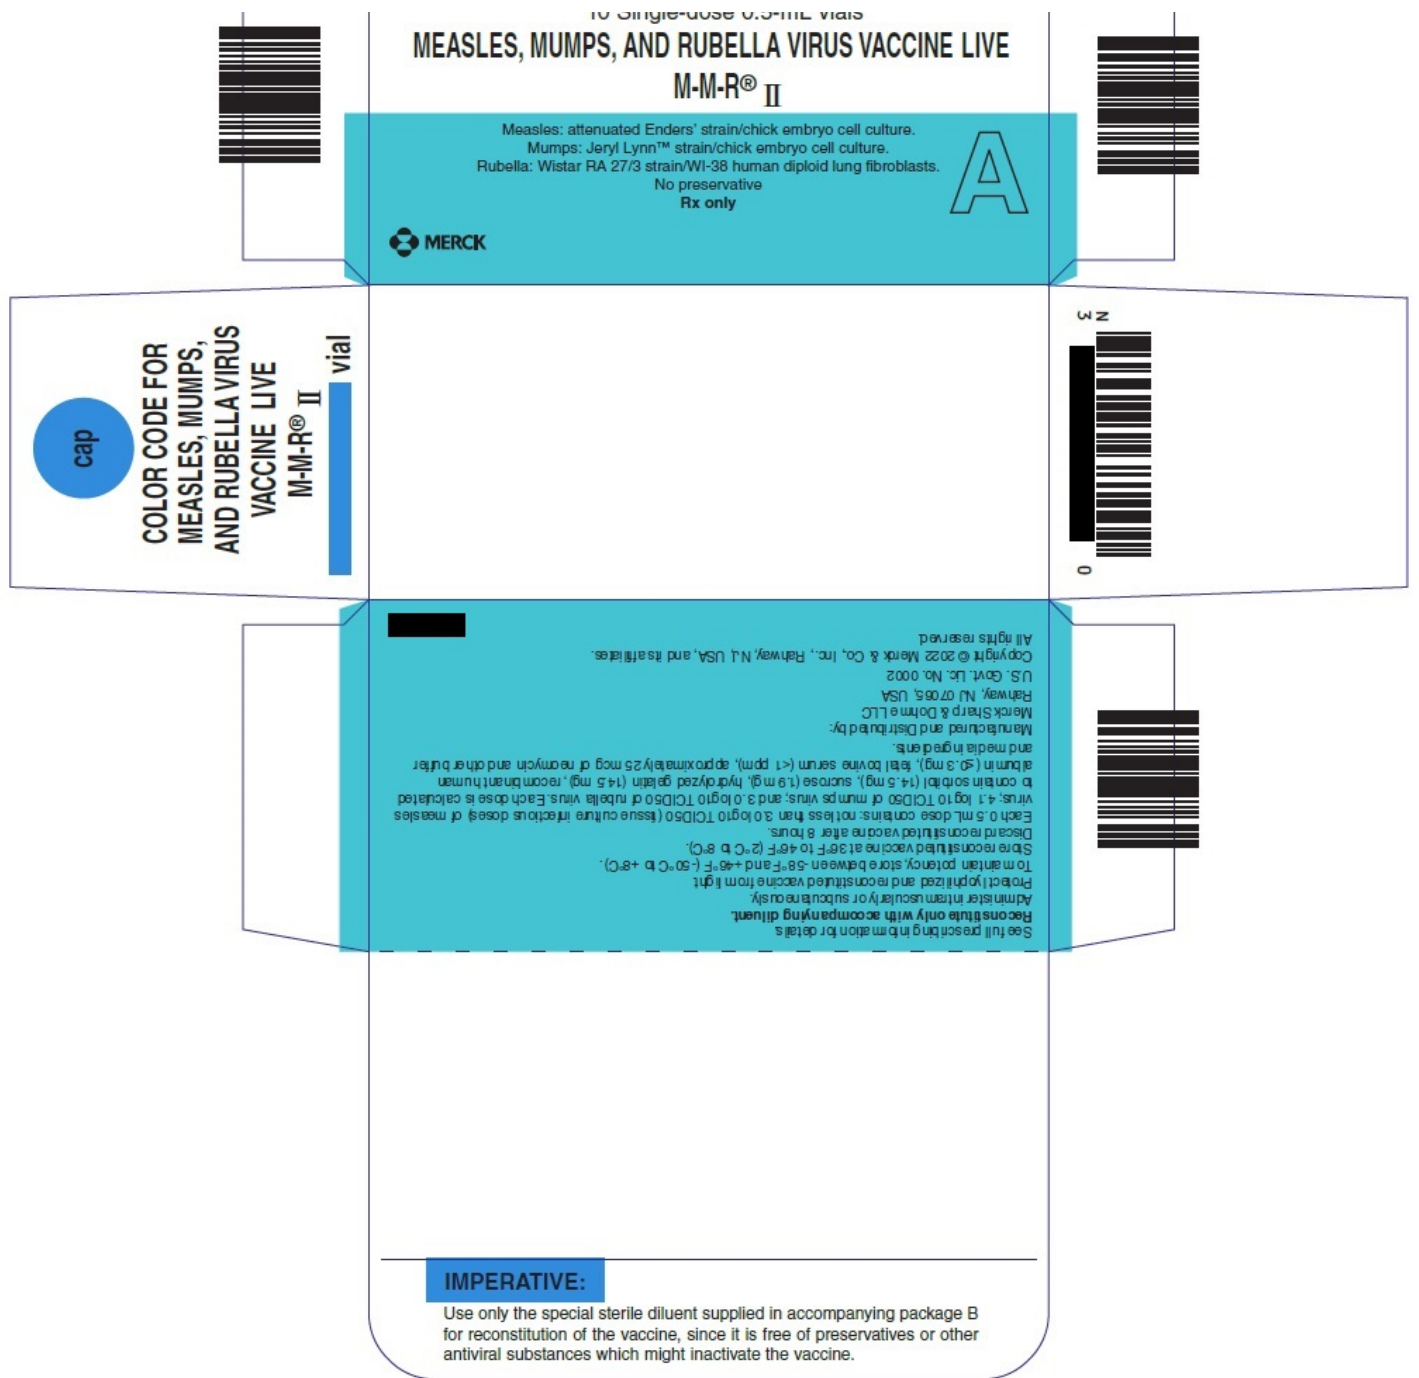 10 Single-dose 0.5-mL vials
MEASLES, MUMPS, AND RUBELLA VIRUS VACCINE LIVE
M-M-R® II
Measles: attenuated Enders' strain/chick embryo cell culture.
Mumps: Jeryl Lynn™ strain/chick embryo cell culture.
Rubella: Wistar RA 27/3 strain/WI-38 human diploid lung fibroblasts.
No preservative
Rx only
A
MERCK
cap
COLOR CODE FOR
MEASLES, MUMPS,
AND RUBELLA VIRUS
VACCINE LIVE
M-M-R® II
vial
N
3
0
See full prescribing information for details.
Reconstitute only with accompanying diluent.
Administer intramuscularly or subcutaneously.
Protect lyophilized and reconstituted vaccine from light.
To maintain potency, store between -58°F and +46°F (-50°C to +8°C).
Store reconstituted vaccine at 36°F to 46°F (2°C to 8°C).
Discard reconstituted vaccine after 8 hours.
Each 0.5 mL dose contains: not less than 3.0 log10 TCID50 (tissue culture infectious doses) of measles
virus; 4.1 log10 TCID50 of mumps virus; and 3.0 log10 TCID50 of rubella virus. Each dose is calculated
to contain sorbitol (14.5 mg), sucrose (1.9 mg), hydrolyzed gelatin (14.5 mg), recombinant human
albumin (≤0.3 mg), fetal bovine serum (<1 ppm), approximately 25 mcg of neomycin and other buffer
and media ingredients.
Manufactured and Distributed by:
Merck Sharp & Dohme LLC
Rahway, NJ 07065, USA
U.S. Govt. Lic. No. 0002
Copyright © 2022 Merck & Co., Inc., Rahway, NJ, USA, and its affiliates.
All rights reserved.
IMPERATIVE:
Use only the special sterile diluent supplied in accompanying package B
for reconstitution of the vaccine, since it is free of preservatives or other
antiviral substances which might inactivate the vaccine.